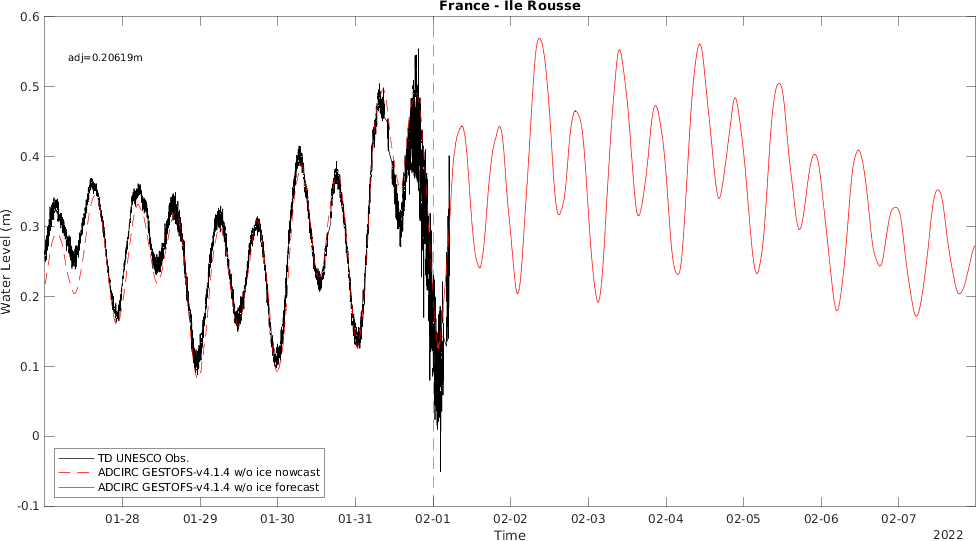 France - Ile Rousse
adj=0.20619m
0.6
0.5
0.4
0.3
0.2
0.1
0
-0.1
Water Level (m)
TD UNESCO Obs.
ADCIRC GESTOFS-v4.1.4 w/o ice nowcast
ADCIRC GESTOFS-v4.1.4 w/o ice forecast
01-28 01-29 01-30 01-31 02-01 02-02 02-03 02-04 02-05 02-06 02-07
Time
2022